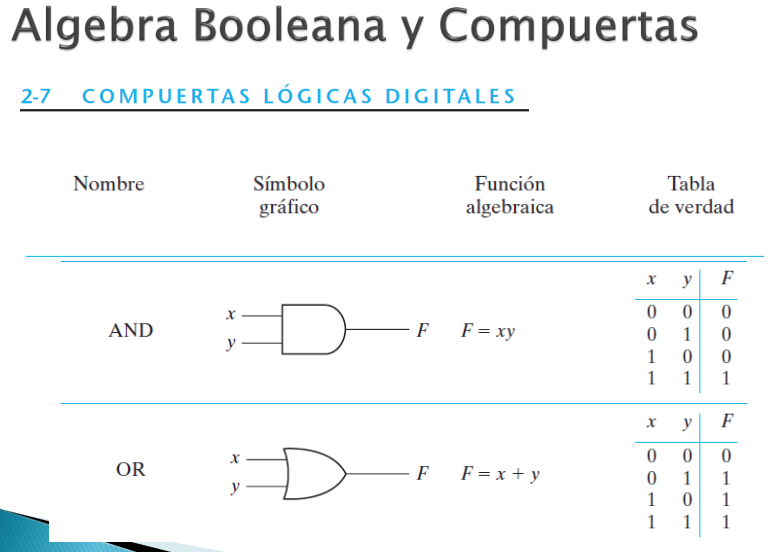 Algebra Booleana y Compuertas
2-7 COMPUERTAS LÓGICAS DIGITALES
Nombre Símbolo gráfico Función algebraica Tabla de verdad
x y F
0 0 0
0 1 0
1 0 0
1 1 1
AND x y F F = xy
x y F
0 0 0
0 1 1
1 0 1
1 1 1
OR x y F F = x + y